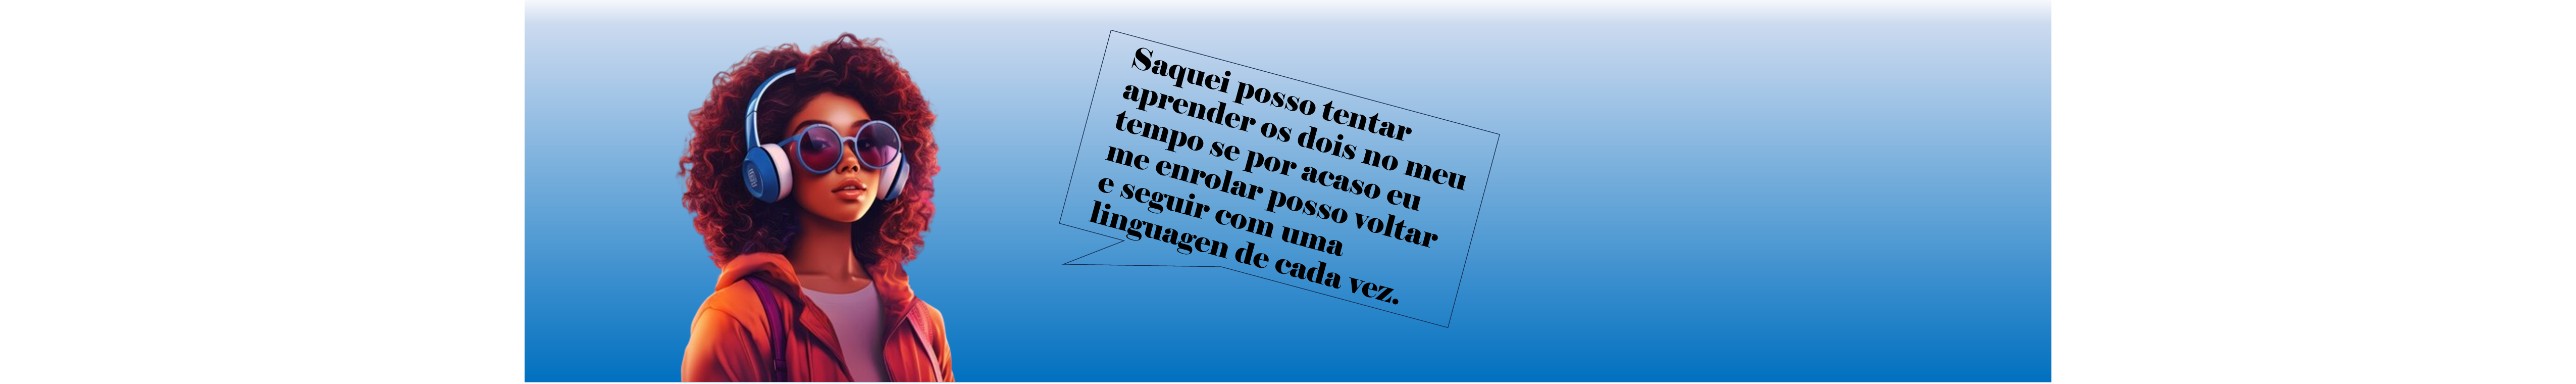 Saquei posso tentar
aprender os dois no meu
tempo se por acaso eu
me enrolar posso voltar
e seguir com uma
linguagen de cada vez.